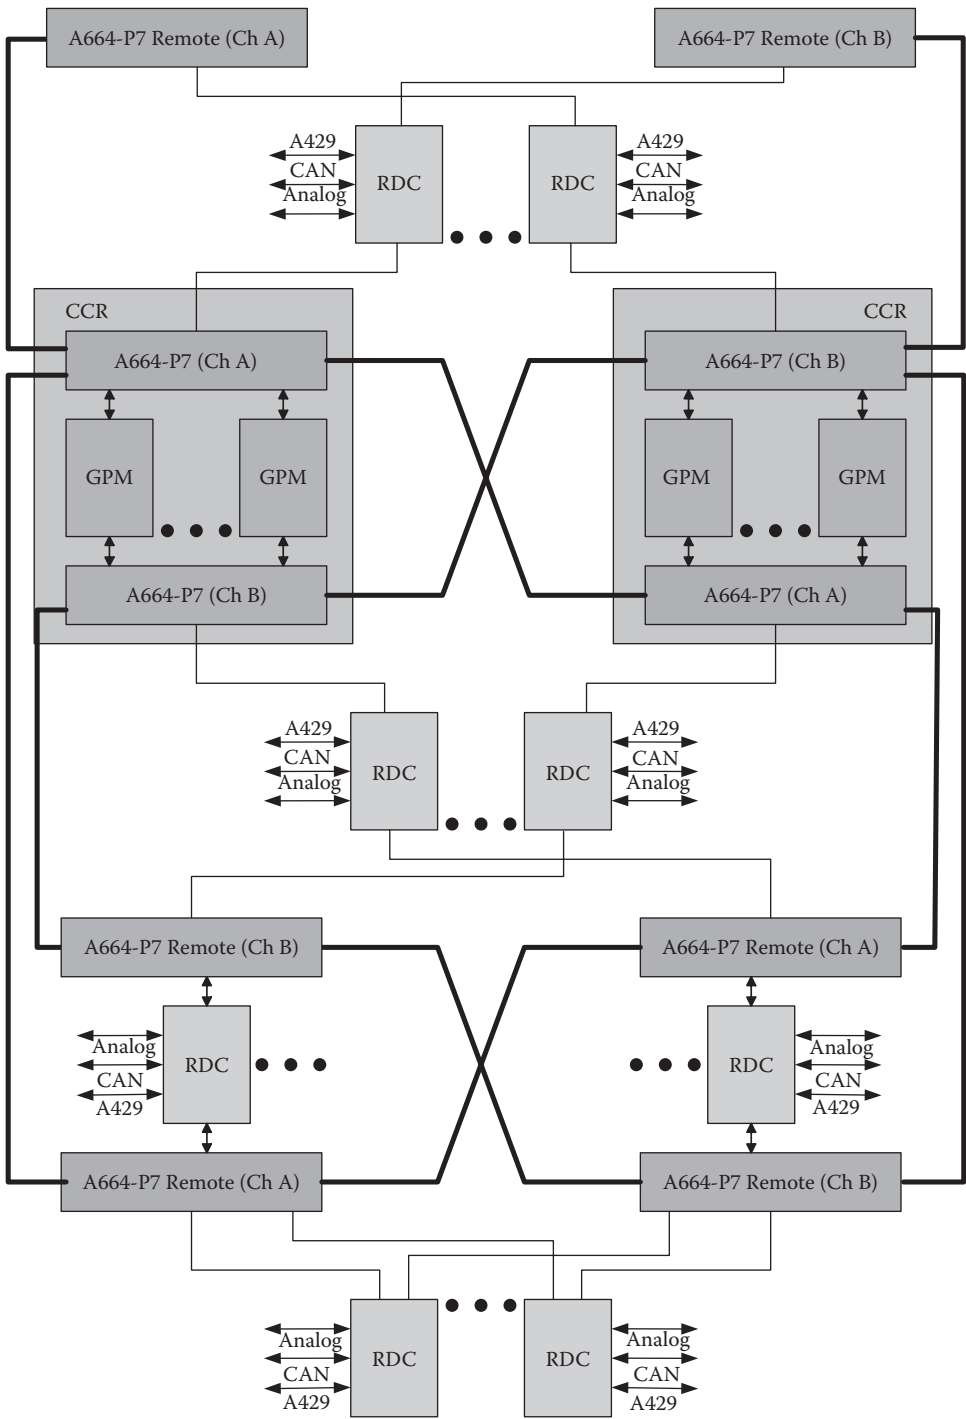 A664-P7 Remote (Ch A)
A664-P7 Remote (Ch B)
A429
CAN
Analog
RDC
RDC
A429
CAN
Analog
CCR
A664-P7 (Ch A)
GPM
GPM
A664-P7 (Ch B)
CCR
A664-P7 (Ch B)
GPM
GPM
A664-P7 (Ch A)
A429
CAN
Analog
RDC
RDC
A429
CAN
Analog
A664-P7 Remote (Ch B)
A664-P7 Remote (Ch A)
Analog
CAN
A429
RDC
RDC
Analog
CAN
A429
A664-P7 Remote (Ch A)
A664-P7 Remote (Ch B)
Analog
CAN
A429
RDC
RDC
Analog
CAN
A429